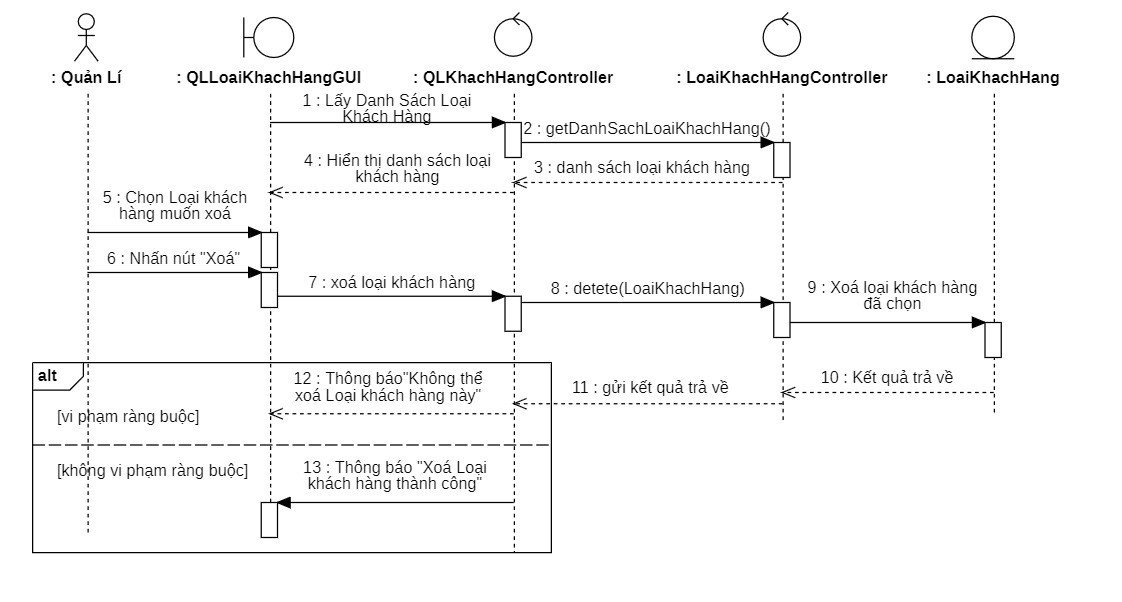 : Quản Lí
: QLLoaiKhachHangGUI
: QLKhachHangController
: LoaiKhachHangController
: LoaiKhachHang
1 : Lấy Danh Sách Loại
Khách Hàng
2 : getDanhSachLoaiKhachHang()
3 : danh sách loại khách hàng
4 : Hiển thị danh sách loại
khách hàng
5 : Chọn Loại khách
hàng muốn xoá
6 : Nhấn nút "Xoá"
7 : xoá loại khách hàng
8 : detete(LoaiKhachHang)
9 : Xoá loại khách hàng
đã chọn
10 : Kết quả trả về
11 : gửi kết quả trả về
alt
12 : Thông báo"Không thể
xoá Loại khách hàng này"
[vi phạm ràng buộc]
[không vi phạm ràng buộc]
13 : Thông báo "Xoá Loại
khách hàng thành công"